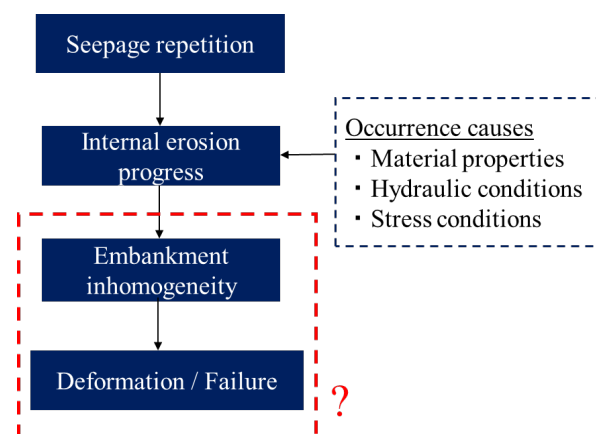 Seepage repetition
Internal erosion
progress
Occurrence causes
・Material properties
・Hydraulic conditions
・Stress conditions
Embankment
inhomogeneity
Deformation / Failure
?